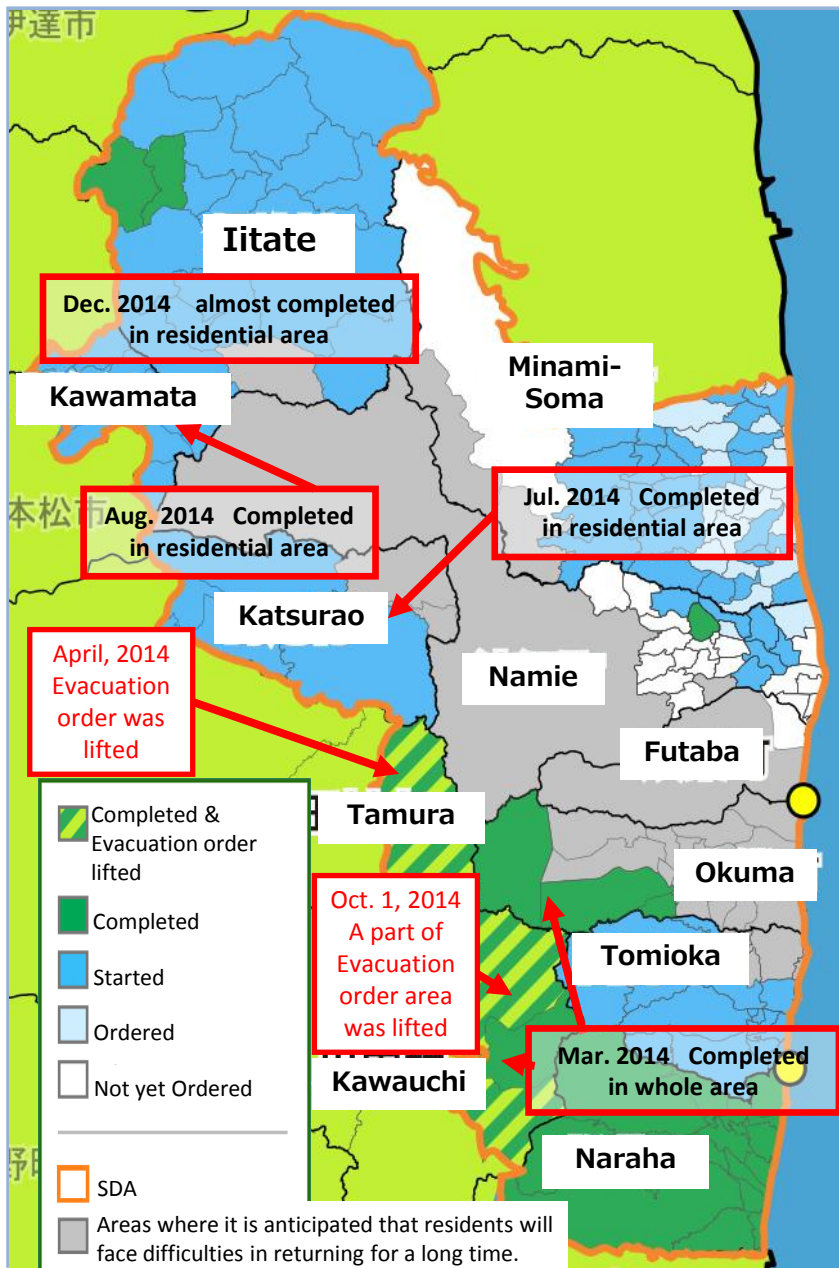 伊達市
Iitate
Dec. 2014 almost completed
in residential area
Minami-
Soma
Kawamata
本松市
Aug. 2014 Completed
in residential area
Jul. 2014 Completed
in residential area
Katsurao
April, 2014
Evacuation
order was
lifted
Namie
Futaba
Tamura
Okuma
Oct. 1, 2014
A part of
Evacuation
order area
was lifted
Tomioka
Mar. 2014 Completed
in whole area
Kawauchi
Naraha
Completed &
Evacuation order
lifted
Completed
Started
Ordered
Not yet Ordered
SDA
Areas where it is anticipated that residents will
face difficulties in returning for a long time.
野